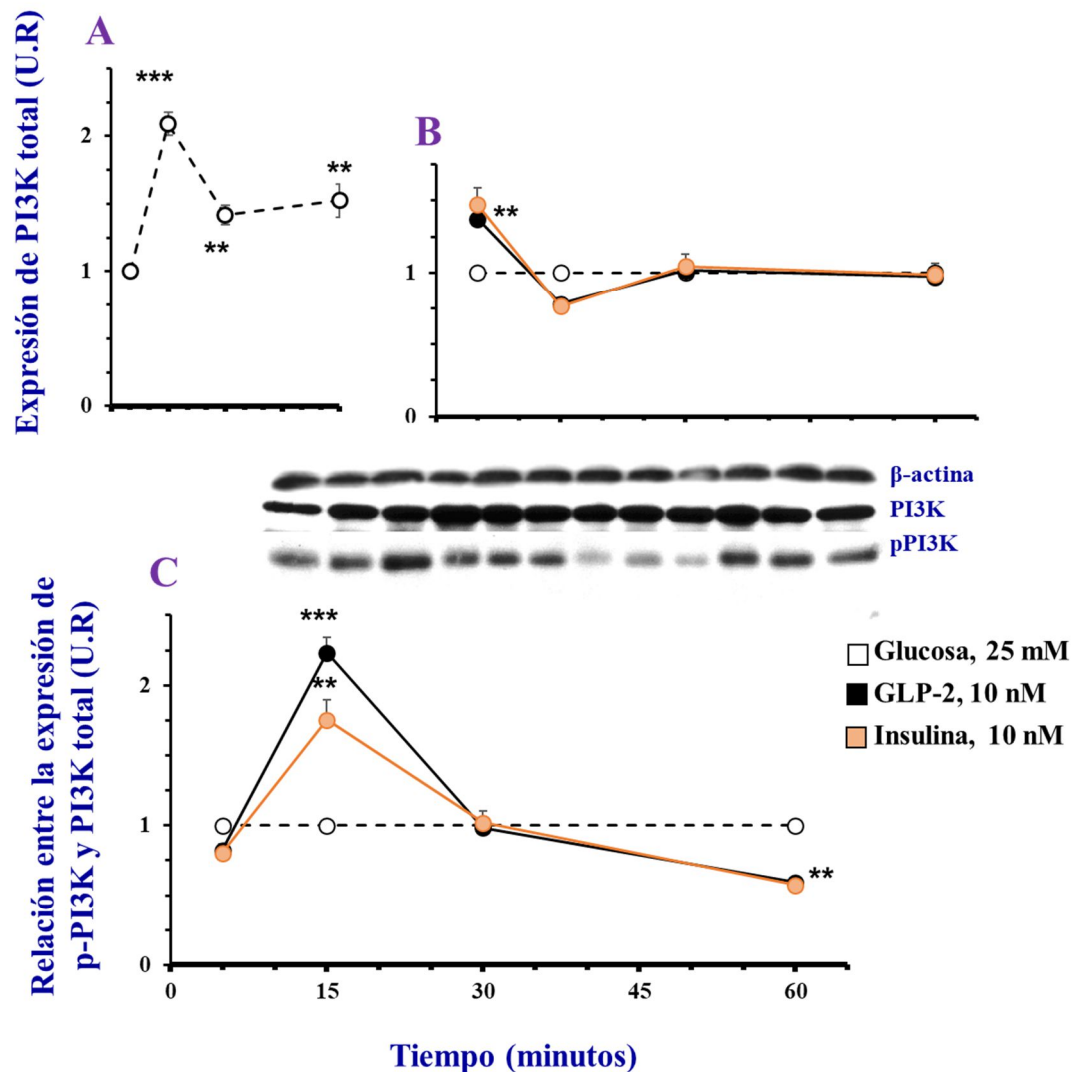 A
Expresión de PI3K total (U.R)
***
**
**
2
1
0
B
**
1
0
β-actina
PI3K
pPI3K
C
Relación entre la expresión de
p-PI3K y PI3K total (U.R)
***
**
**
2
1
0
0 15 30 45 60
Tiempo (minutos)
Glucosa, 25 mM
GLP-2, 10 nM
Insulina, 10 nM